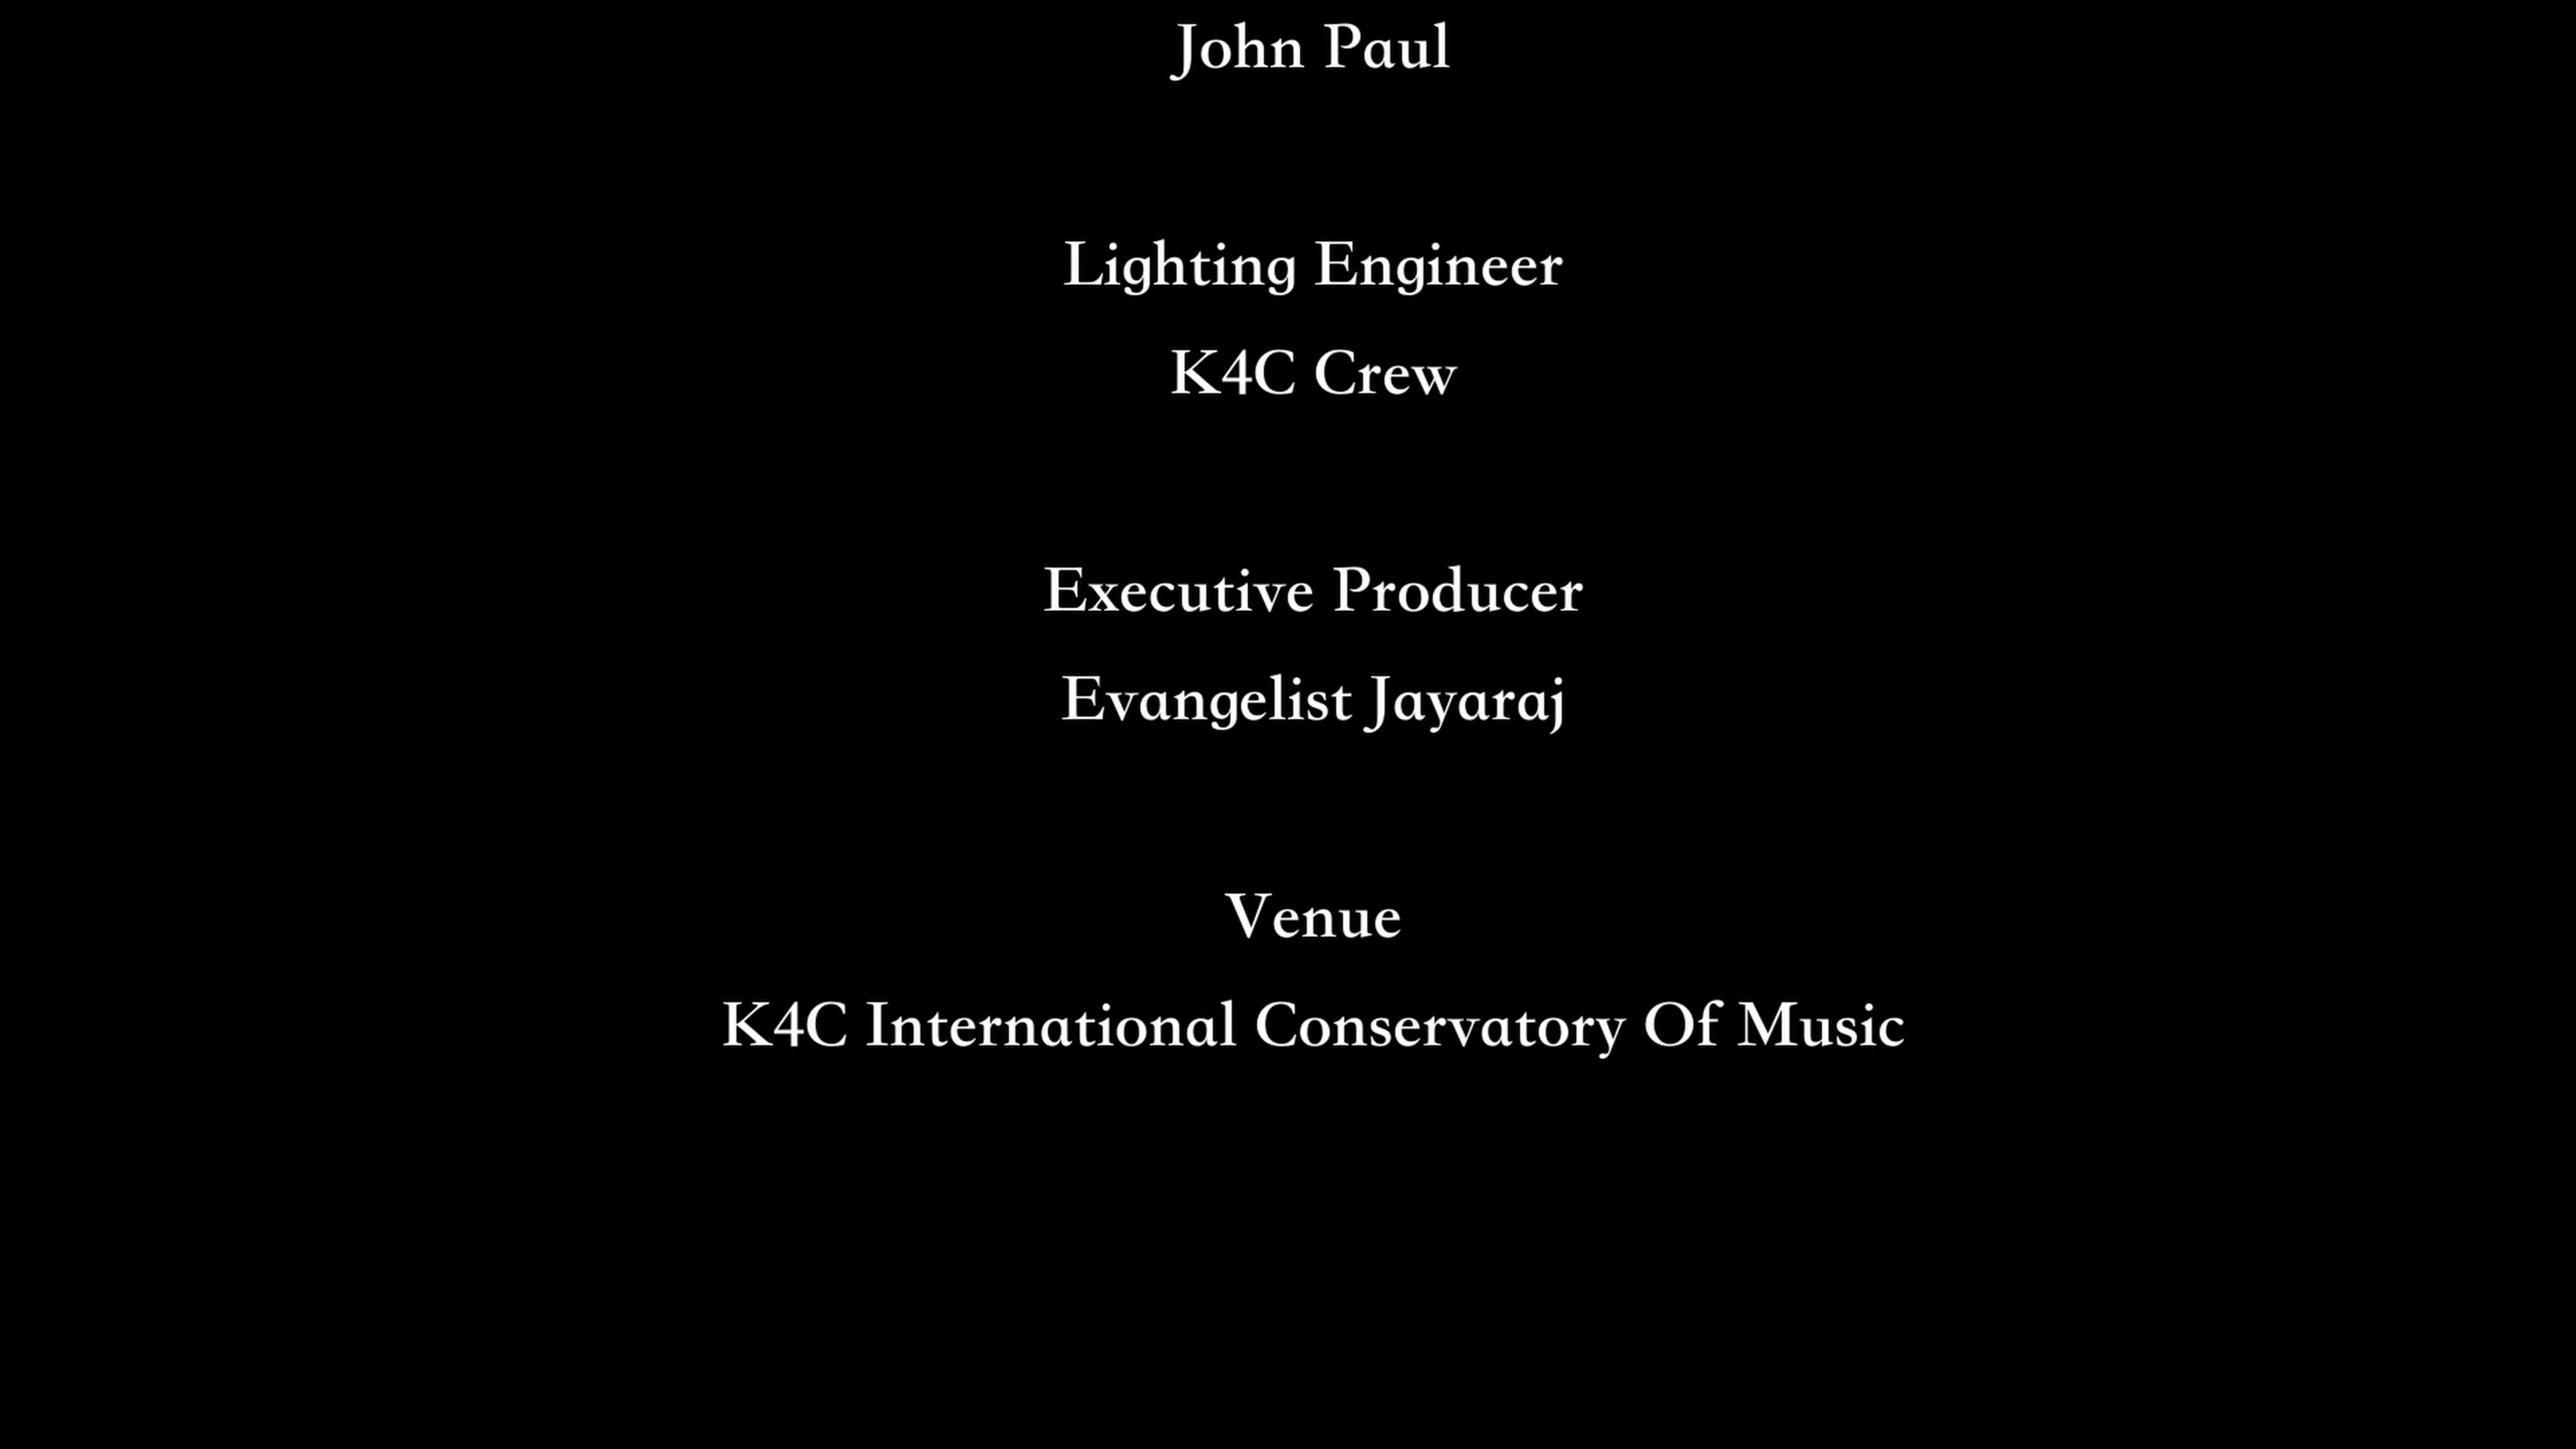 John Paul
Lighting Engineer
K4C Crew
Executive Producer
Evangelist Jayaraj
Venue
K4C International Conservatory Of Music